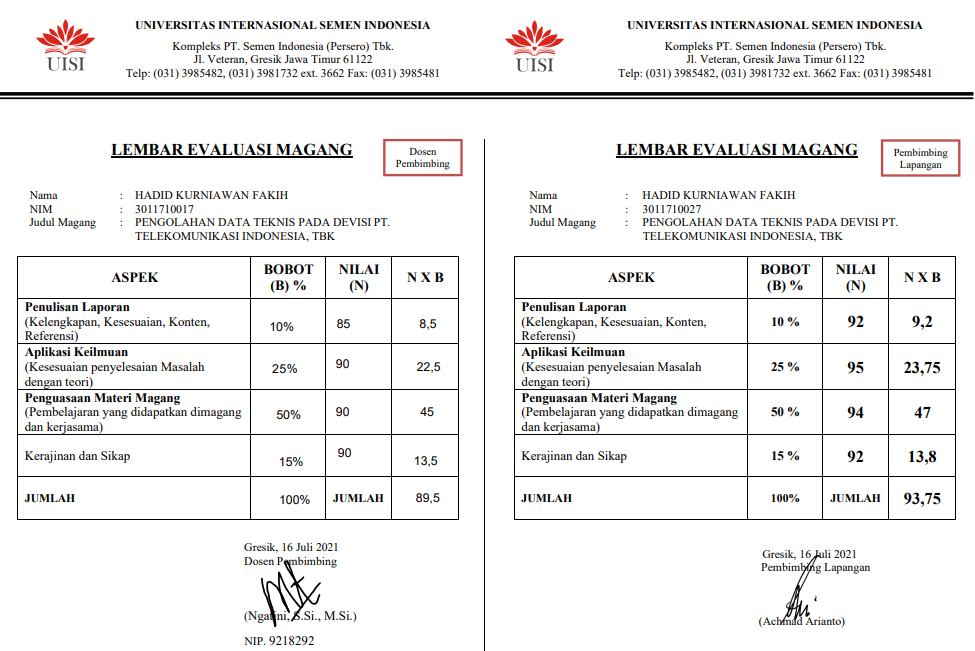 UISI
UNIVERSITAS INTERNASIONAL SEMEN INDONESIA
Kompleks PT. Semen Indonesia (Persero) Tbk.
Jl. Veteran, Gresik Jawa Timur 61122
Telp: (031) 3985482, (031) 3981732 ext. 3662 Fax: (031) 3985481
LEMBAR EVALUASI MAGANG
Dosen
Pembimbing
Nama : HADID KURNIAWAN FAKIH
NIM : 3011710017
Judul Magang : PENGOLAHAN DATA TEKNIS PADA DEVISI PT.
TELEKOMUNIKASI INDONESIA, TBK
ASPEK BOBOT (B) % NILAI (N) N X B
Penulisan Laporan
(Kelengkapan, Kesesuaian, Konten,
Referensi)
10% 85 8,5
Aplikasi Keilmuan
(Kesesuaian penyelesaian Masalah
dengan teori)
25% 90 22,5
Penguasaan Materi Magang
(Pembelajaran yang didapatkan dimagang
dan kerjasama)
50% 90 45
Kerajinan dan Sikap 15% 90 13,5
JUMLAH 100% JUMLAH 89,5
Gresik, 16 Juli 2021
Dosen Pembimbing
(Ngatini, S.Si., M.Si.)
NIP. 9218292
UISI
UNIVERSITAS INTERNASIONAL SEMEN INDONESIA
Kompleks PT. Semen Indonesia (Persero) Tbk.
Jl. Veteran, Gresik Jawa Timur 61122
Telp: (031) 3985482, (031) 3981732 ext. 3662 Fax: (031) 3985481
LEMBAR EVALUASI MAGANG
Pembimbing
Lapangan
Nama : HADID KURNIAWAN FAKIH
NIM : 3011710027
Judul Magang : PENGOLAHAN DATA TEKNIS PADA DEVISI PT.
TELEKOMUNIKASI INDONESIA, TBK
ASPEK BOBOT (B) % NILAI (N) N X B
Penulisan Laporan
(Kelengkapan, Kesesuaian, Konten,
Referensi)
10 % 92 9,2
Aplikasi Keilmuan
(Kesesuaian penyelesaian Masalah
dengan teori)
25 % 95 23,75
Penguasaan Materi Magang
(Pembelajaran yang didapatkan dimagang
dan kerjasama)
50 % 94 47
Kerajinan dan Sikap 15 % 92 13,8
JUMLAH 100% JUMLAH 93,75
Gresik, 16 Juli 2021
Pembimbing Lapangan
(Achmad Arianto)